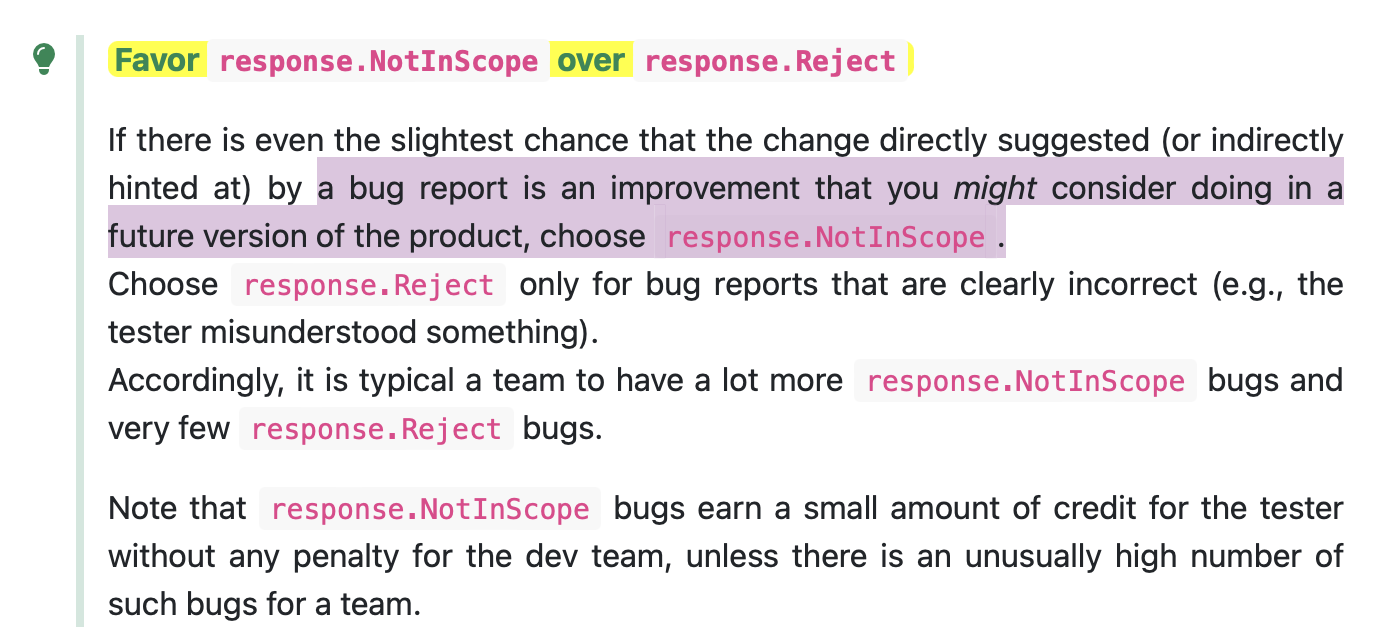 Favor response.NotInScope over response.Reject
If there is even the slightest chance that the change directly suggested (or indirectly
hinted at) by a bug report is an improvement that you might consider doing in a
future version of the product, choose response.NotInScope .
Choose response.Reject only for bug reports that are clearly incorrect (e.g., the
tester misunderstood something).
Accordingly, it is typical a team to have a lot more response.NotInScope bugs and
very few response.Reject bugs.
Note that response.NotInScope bugs earn a small amount of credit for the tester
without any penalty for the dev team, unless there is an unusually high number of
such bugs for a team.